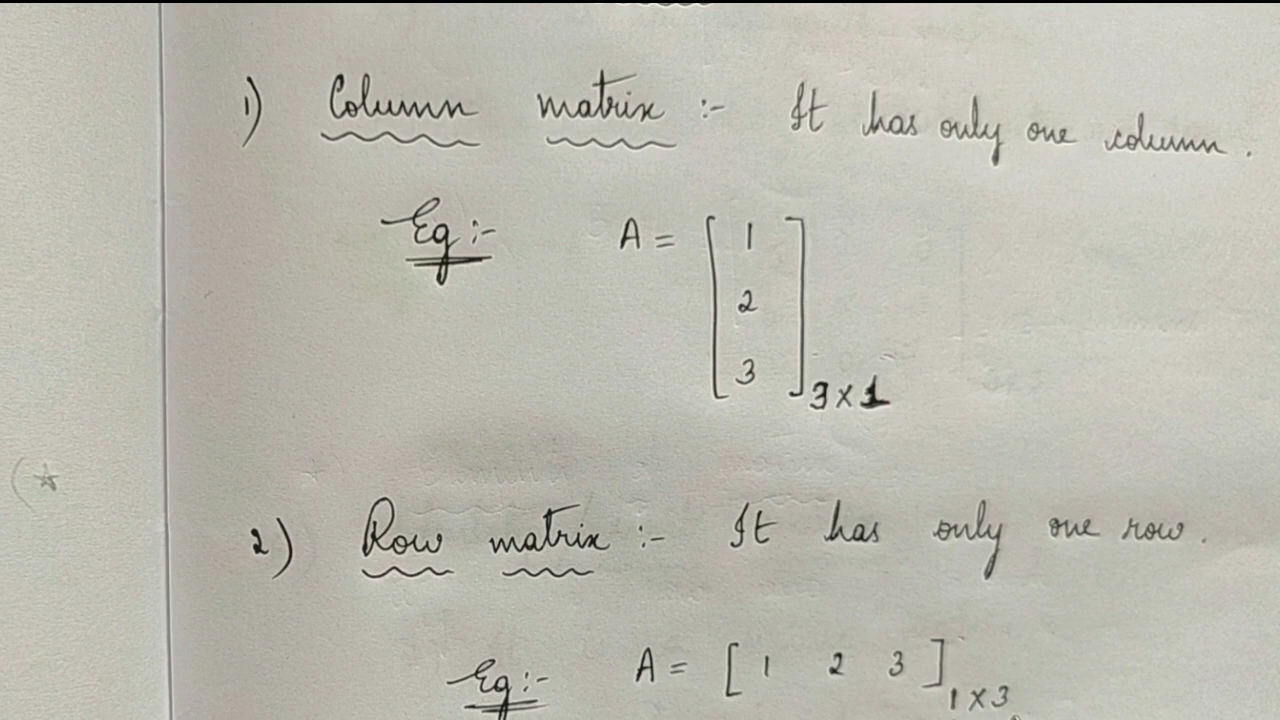 1) Column matrix :- It has only one column.
Eg :- A = [ 1
2
3 ] 3 x 1
2) Row matrix :- It has only one row.
Eg :- A = [ 1 2 3 ] 1 x 3